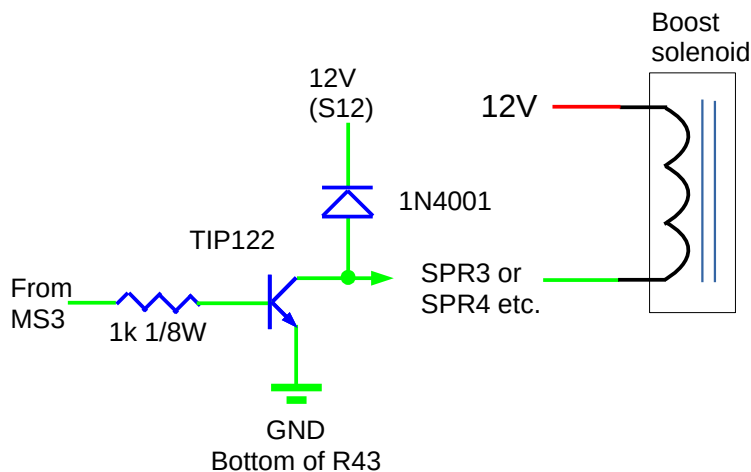 Boost
solenoid
12V
(S12)
12V
1N4001
TIP122
SPR3 or
SPR4 etc.
From
MS3
1k 1/8W
GND
Bottom of R43